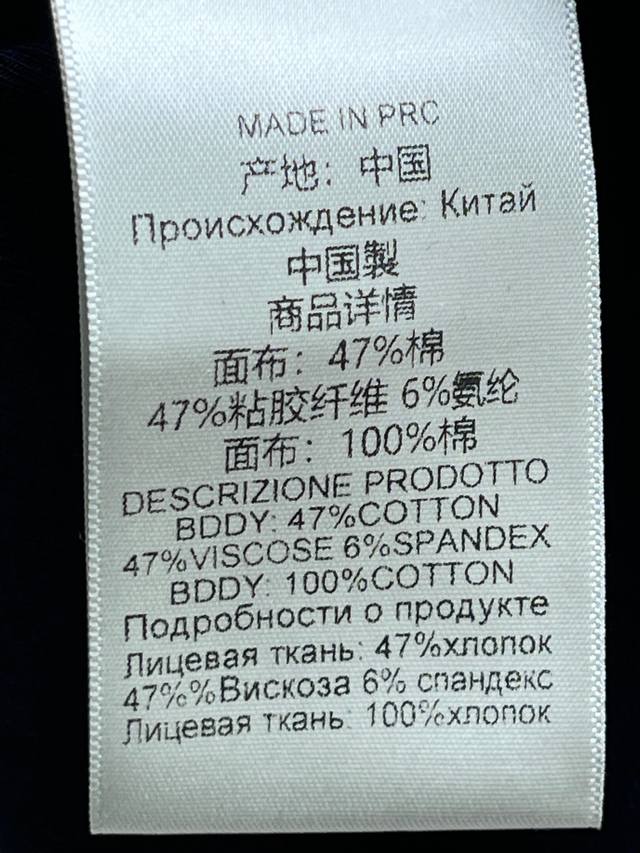 MADE IN PRC
产地：中国
Происхождение: Китай
中国製
商品详情
面布：47%棉
47%粘胶纤维 6%氨纶
面布：100%棉
DESCRIZIONE PRODOTTO
BDDY: 47%COTTON
47%VISCOSE 6%SPANDEX
BDDY: 100%COTTON
Подробности о продукте
Лицевая ткань: 47%хлопок
47%%Вискоза 6% спандекс
Лицевая ткань: 100%хлопок